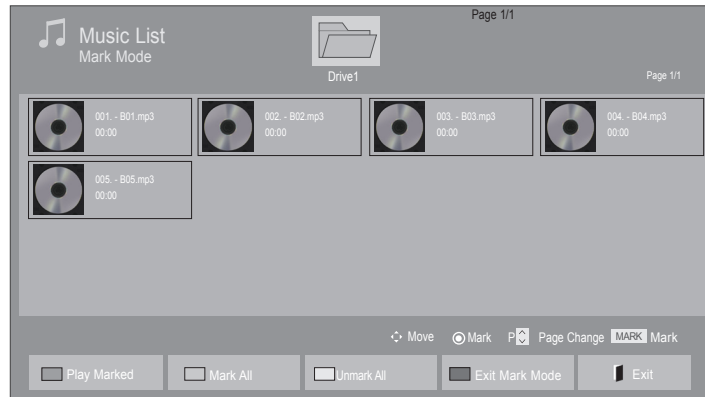 Page 1/1
Music List
Mark Mode
Drive1
Page 1/1
001. - B01.mp3
00:00
002. - B02.mp3
00:00
003. - B03.mp3
00:00
004. - B04.mp3
00:00
005. - B05.mp3
00:00
Move Mark P Page Change MARK Mark
Play Marked Mark All Unmark All Exit Mark Mode Exit